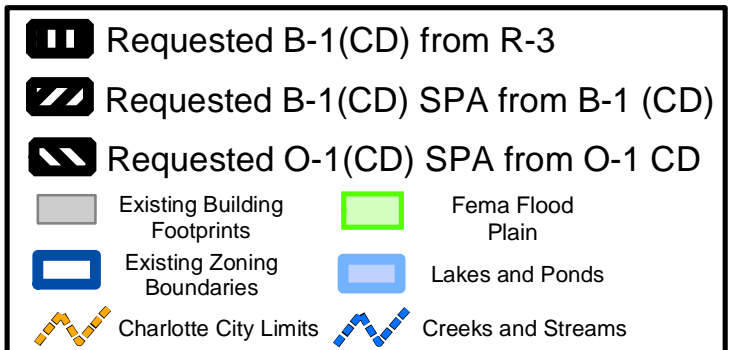 Requested B-1(CD) from R-3
Requested B-1(CD) SPA from B-1 (CD)
Requested O-1(CD) SPA from O-1 CD
Existing Building
Footprints
Fema Flood
Plain
Existing Zoning
Boundaries
Lakes and Ponds
Charlotte City Limits
Creeks and Streams